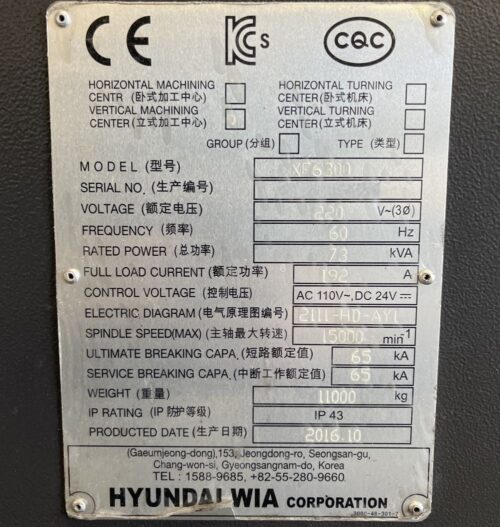 CE
KC s
CQC
HORIZONTAL MACHINING CENTR (卧式加工中心)
HORIZONTAL TURNING CENTER (卧式机床)
VERTICAL MACHINING CENTER (立式加工中心)
VERTICAL TURNING CENTER (立式机床)
GROUP (分组)
TYPE (类型)
MODEL (型号) XF6300
SERIAL NO. (生产编号)
VOLTAGE (额定电压) 220 V~(3Ø)
FREQUENCY (频率) 60 Hz
RATED POWER (总功率) 73 kVA
FULL LOAD CURRENT (额定功率) 192 A
CONTROL VOLTAGE (控制电压) AC 110V~, DC 24V ⎓
ELECTRIC DIAGRAM (电气原理图编号) 2111-HD-AYL
SPINDLE SPEED(MAX) (主轴最大转速) 15000 min⁻¹
ULTIMATE BREAKING CAPA. (短路额定值) 65 kA
SERVICE BREAKING CAPA. (中断工作额定值) 65 kA
WEIGHT (重量) 11000 kg
IP RATING (IP 防护等级) IP 43
PRODUCTED DATE (生产日期) 2016.10
(Gaeumjeong-dong),153, Jeongdong-ro, Seongsan-gu,
Chang-won-si, Gyeongsangnam-do, Korea
TEL : 1588-9685, +82-55-280-9660
HYUNDAI WIA CORPORATION